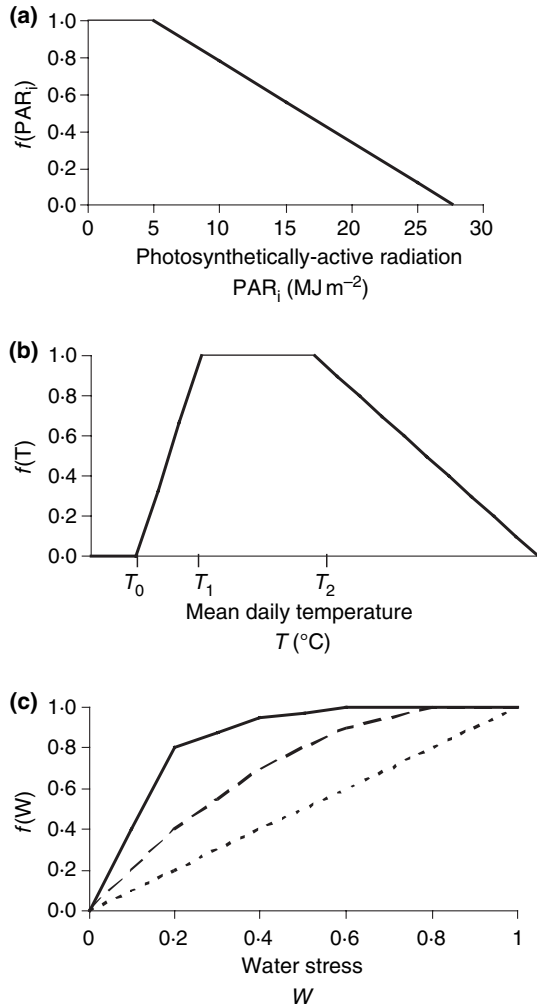 (a)
1·0
0·8
0·6
0·4
0·2
0·0
f(PARi)
0 5 10 15 20 25 30
Photosynthetically-active radiation
PARi (MJ m–2)
(b)
1·0
0·8
0·6
0·4
0·2
0·0
f(T)
T0 T1 T2
Mean daily temperature
T (°C)
(c)
1·0
0·8
0·6
0·4
0·2
0·0
f(W)
0 0·2 0·4 0·6 0·8 1
Water stress
W